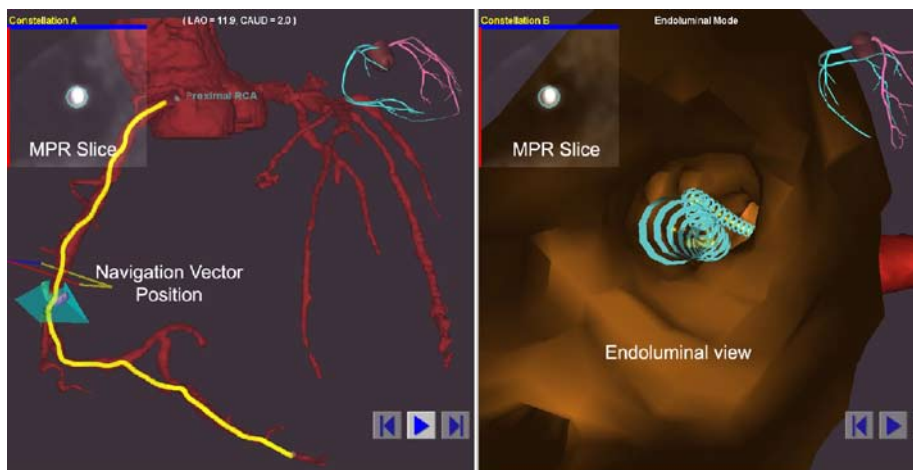 Constellation A
( LAO = 11.9, CAUD = 2.0 )
Proximal RCA
MPR Slice
Navigation Vector
Position
Constellation B
Endoluminal Mode
MPR Slice
Endoluminal view